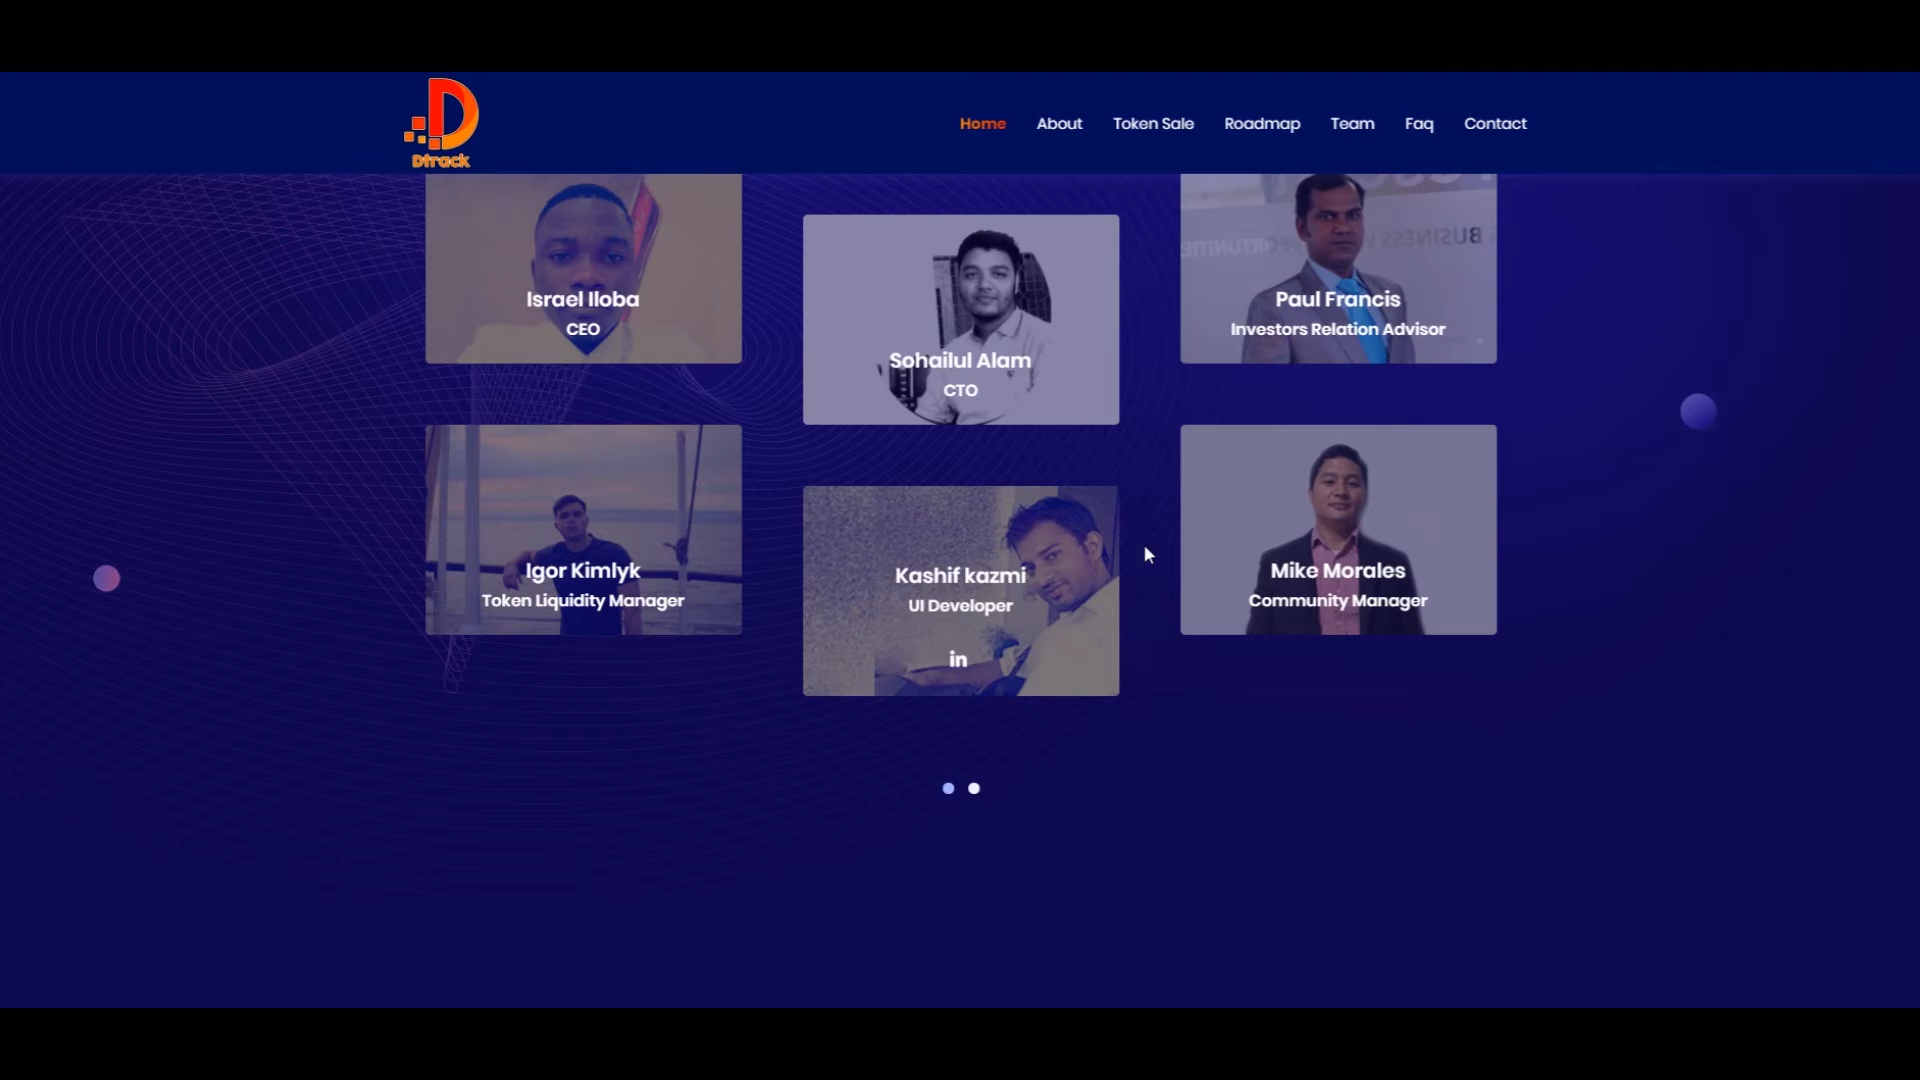 Dtrack
Home
About
Token Sale
Roadmap
Team
Faq
Contact
Israel Iloba
CEO
Sohailul Alam
CTO
BUSINESS
Paul Francis
Investors Relation Advisor
Igor Kimlyk
Token Liquidity Manager
Kashif kazmi
UI Developer
in
Mike Morales
Community Manager